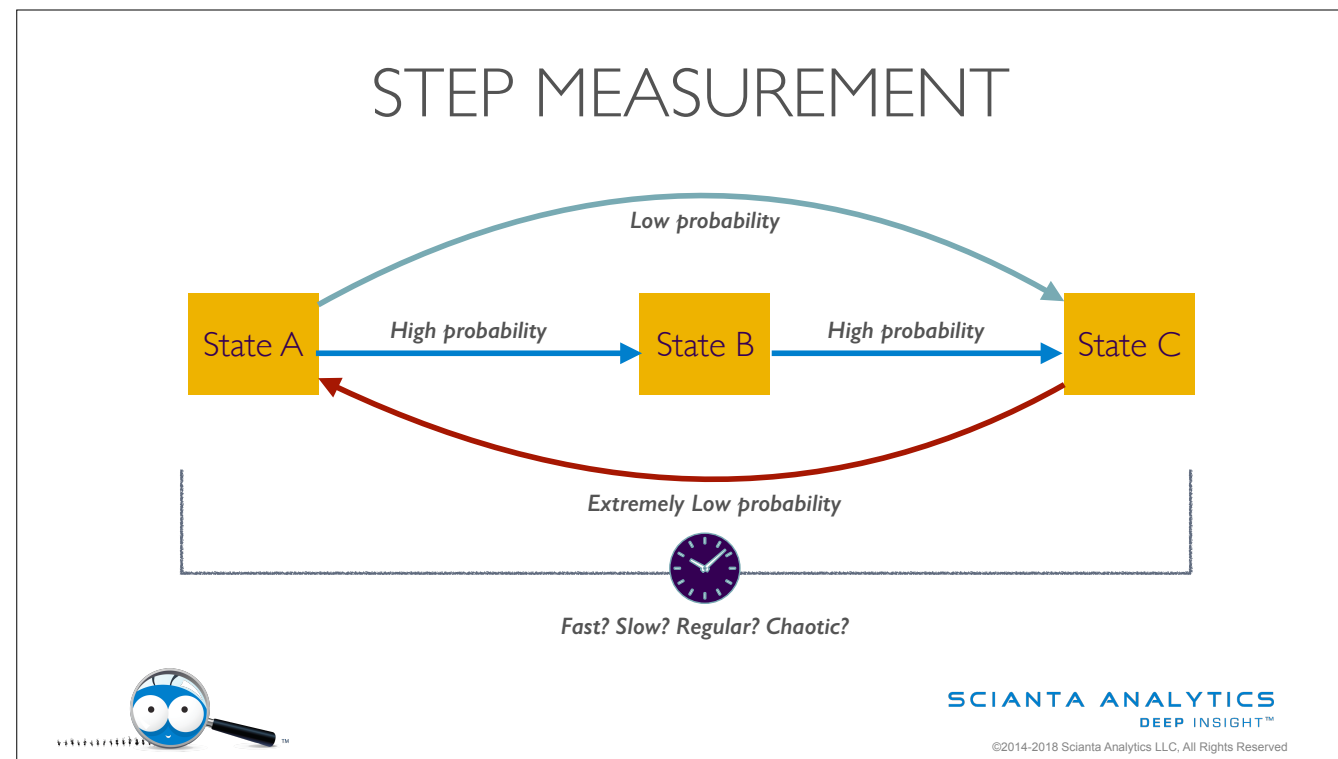 STEP MEASUREMENT
Low probability
High probability
High probability
State A
State B
State C
Extremely Low probability
Fast? Slow? Regular? Chaotic?
TM
SCIANTA ANALYTICS
DEEP INSIGHT™
©2014-2018 Scianta Analytics LLC, All Rights Reserved